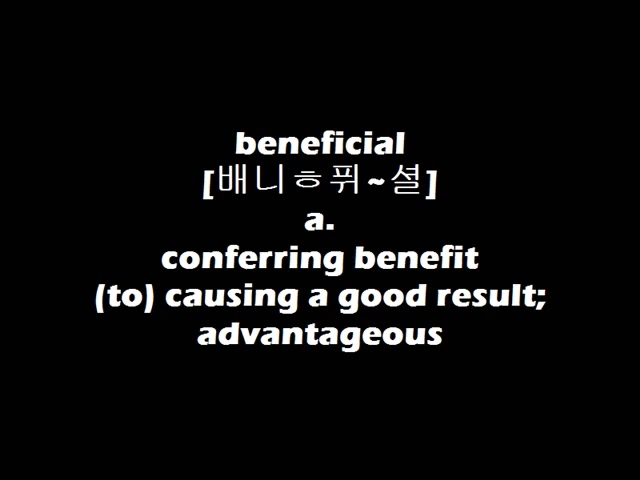 beneficial
[배니ㅎ퓌~셜]
a.
conferring benefit
(to) causing a good result;
advantageous